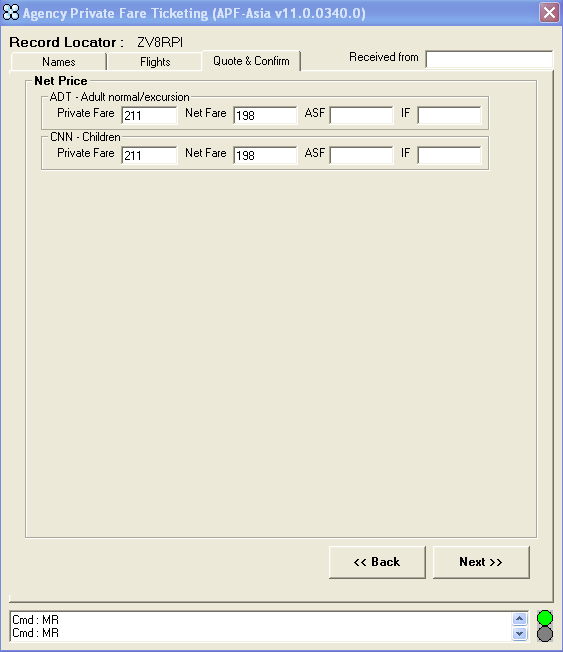 Agency Private Fare Ticketing (APF-Asia v11.0.0340.0)
Record Locator : ZV8RPI
Names Flights Quote & Confirm Received from
Net Price
ADT - Adult normal/excursion
Private Fare 211 Net Fare 198 ASF IF
CNN - Children
Private Fare 211 Net Fare 198 ASF IF
<< Back Next >>
Cmd : MR
Cmd : MR